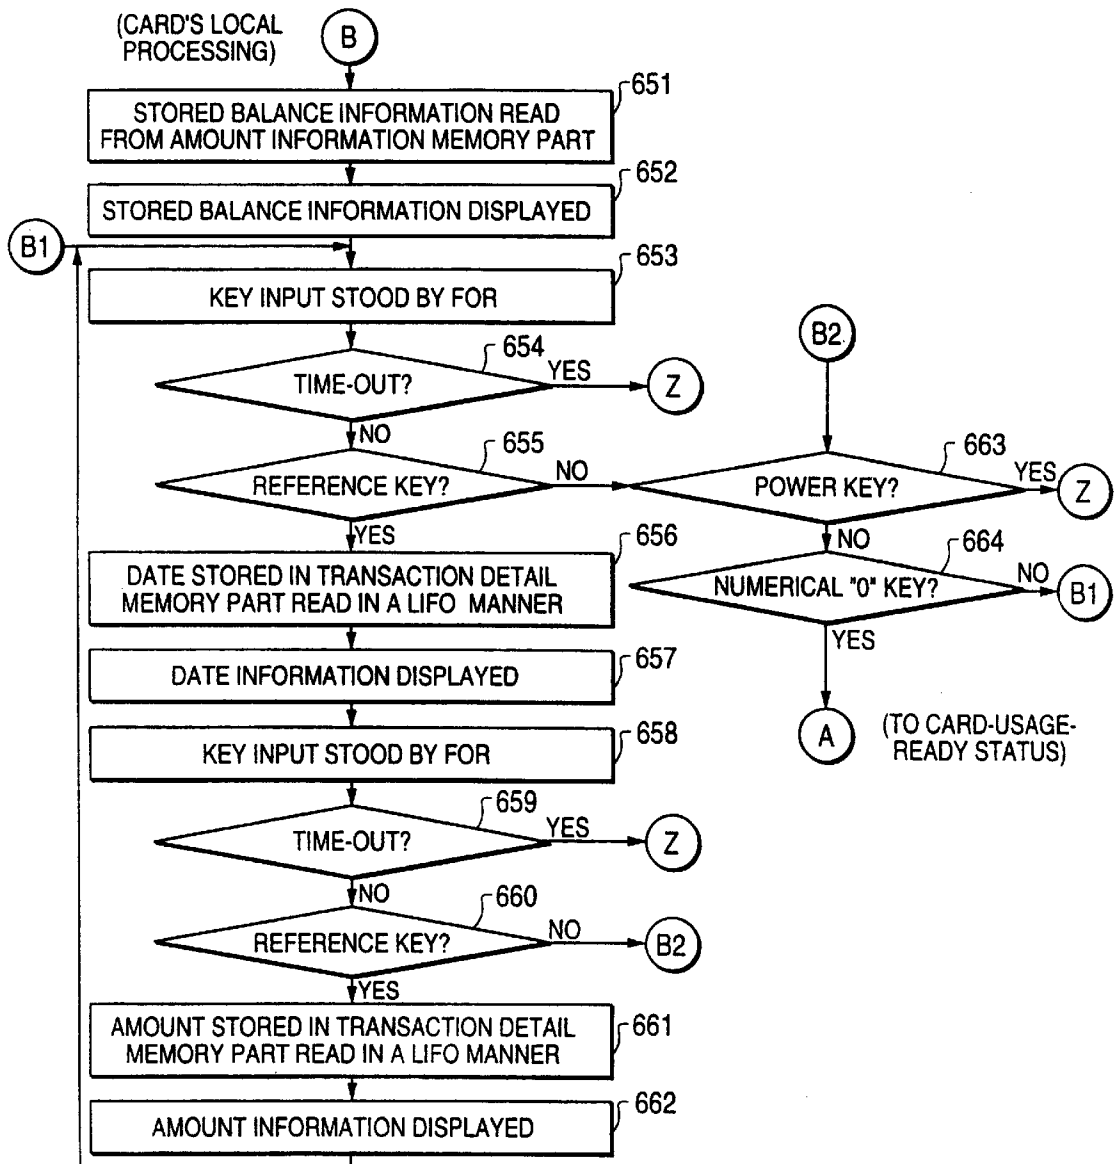 (CARD'S LOCAL
PROCESSING)
B
651
STORED BALANCE INFORMATION READ
FROM AMOUNT INFORMATION MEMORY PART
652
STORED BALANCE INFORMATION DISPLAYED
B1
653
KEY INPUT STOOD BY FOR
654
TIME-OUT?
YES
Z
NO
655
REFERENCE KEY?
NO
YES
656
DATE STORED IN TRANSACTION DETAIL
MEMORY PART READ IN A LIFO MANNER
657
DATE INFORMATION DISPLAYED
658
KEY INPUT STOOD BY FOR
659
TIME-OUT?
YES
Z
NO
660
REFERENCE KEY?
NO
B2
YES
661
AMOUNT STORED IN TRANSACTION DETAIL
MEMORY PART READ IN A LIFO MANNER
662
AMOUNT INFORMATION DISPLAYED
B2
663
POWER KEY?
YES
Z
NO
664
NUMERICAL "0" KEY?
NO
B1
YES
A
(TO CARD-USAGE-
READY STATUS)